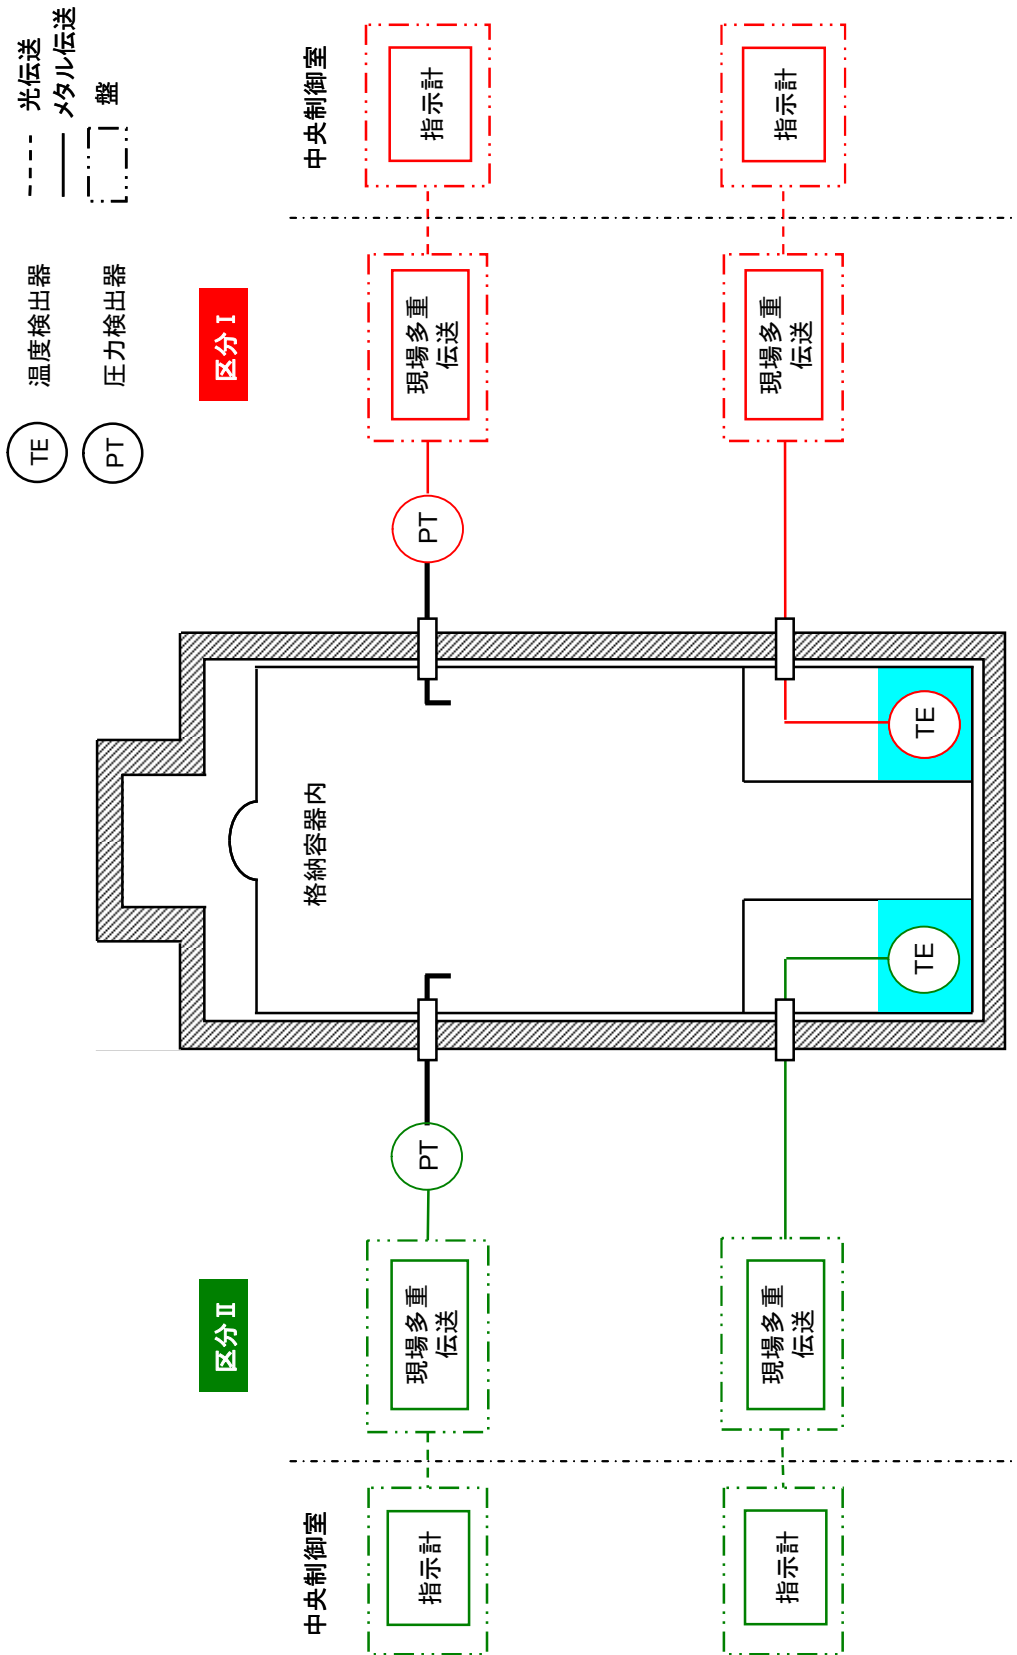 光伝送
メタル伝送
盤
TE
温度検出器
PT
圧力検出器
区分Ⅱ
区分Ⅰ
中央制御室
中央制御室
指示計
現場多重
伝送
PT
格納容器内
PT
現場多重
伝送
指示計
指示計
現場多重
伝送
TE
TE
現場多重
伝送
指示計